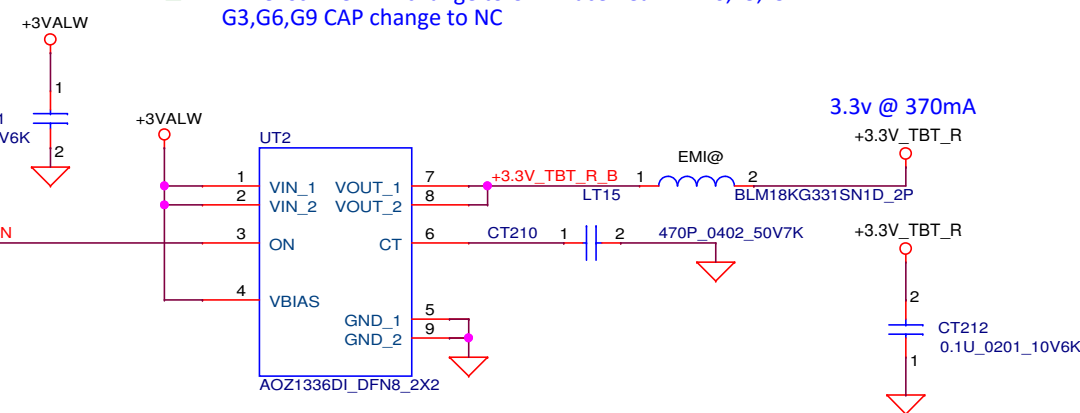 G3,G6,G9 CAP change to NC
+3VALW
1
2
V6K
3.3v @ 370mA
+3.3V_TBT_R
+3VALW
UT2
EMI@
1
VIN_1
VOUT_1
7
+3.3V_TBT_R_B
1
2
2
VIN_2
VOUT_2
8
LT15
BLM18KG331SN1D_2P
N
3
ON
CT
6
CT210
1
2
470P_0402_50V7K
+3.3V_TBT_R
4
VBIAS
GND_1
5
GND_2
9
2
CT212
0.1U_0201_10V6K
1
AOZ1336DI_DFN8_2X2